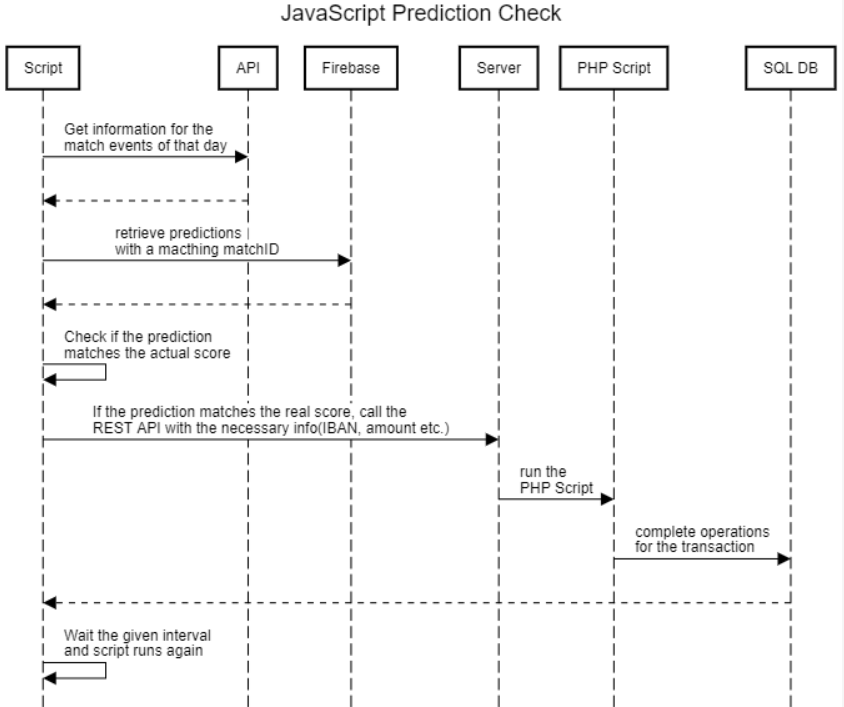 JavaScript Prediction Check
Script
API
Firebase
Server
PHP Script
SQL DB
Get information for the
match events of that day
retrieve predictions
with a macthing matchID
Check if the prediction
matches the actual score
If the prediction matches the real score, call the
REST API with the necessary info(IBAN, amount etc.)
run the
PHP Script
complete operations
for the transaction
Wait the given interval
and script runs again